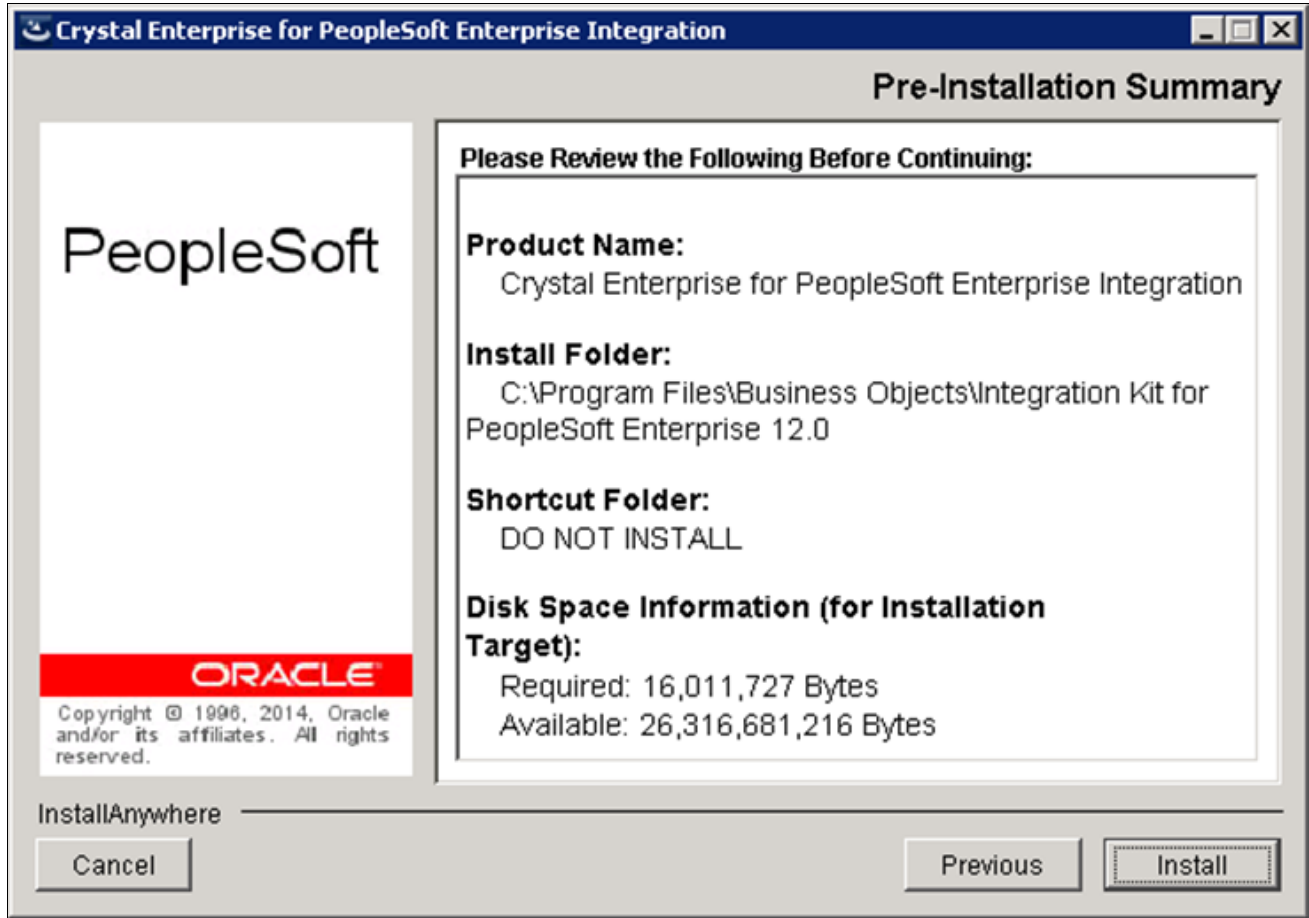 Crystal Enterprise for PeopleSoft Enterprise Integration
Pre-Installation Summary
PeopleSoft
ORACLE
Copyright © 1996, 2014, Oracle
and/or its affiliates. All rights
reserved.
Please Review the Following Before Continuing:
Product Name:
Crystal Enterprise for PeopleSoft Enterprise Integration
Install Folder:
C:\Program Files\Business Objects\Integration Kit for
PeopleSoft Enterprise 12.0
Shortcut Folder:
DO NOT INSTALL
Disk Space Information (for Installation
Target):
Required: 16,011,727 Bytes
Available: 26,316,681,216 Bytes
InstallAnywhere
Cancel
Previous
Install